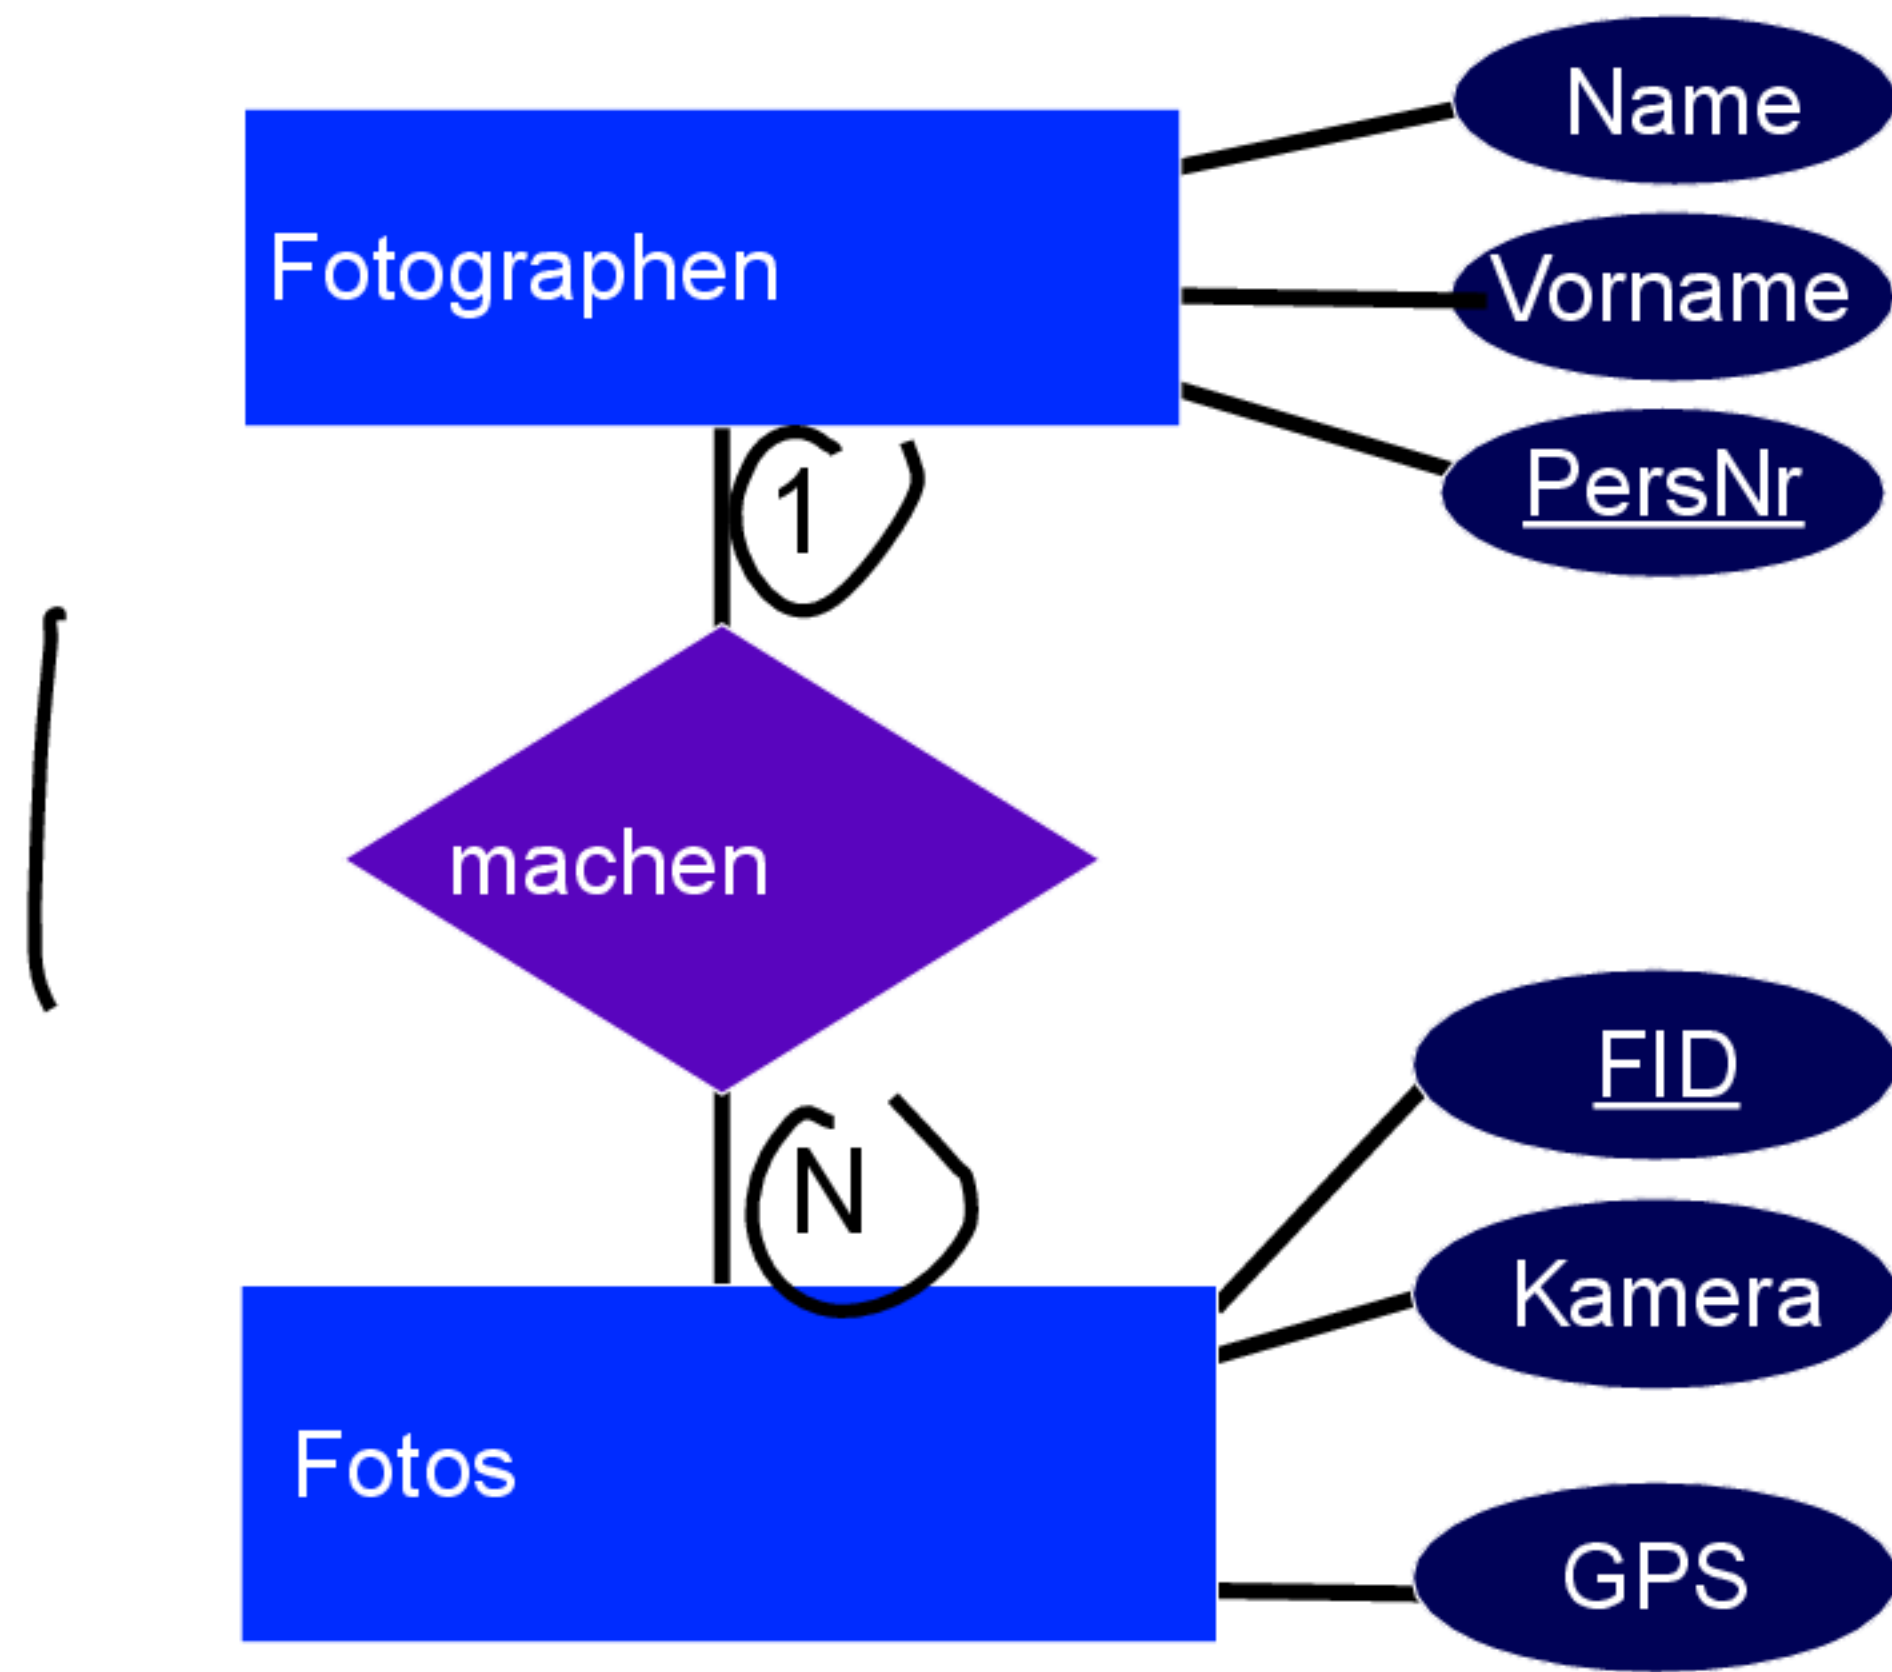 Name
Fotographen
Vorname
PersNr
1
machen
FID
N
Kamera
Fotos
GPS